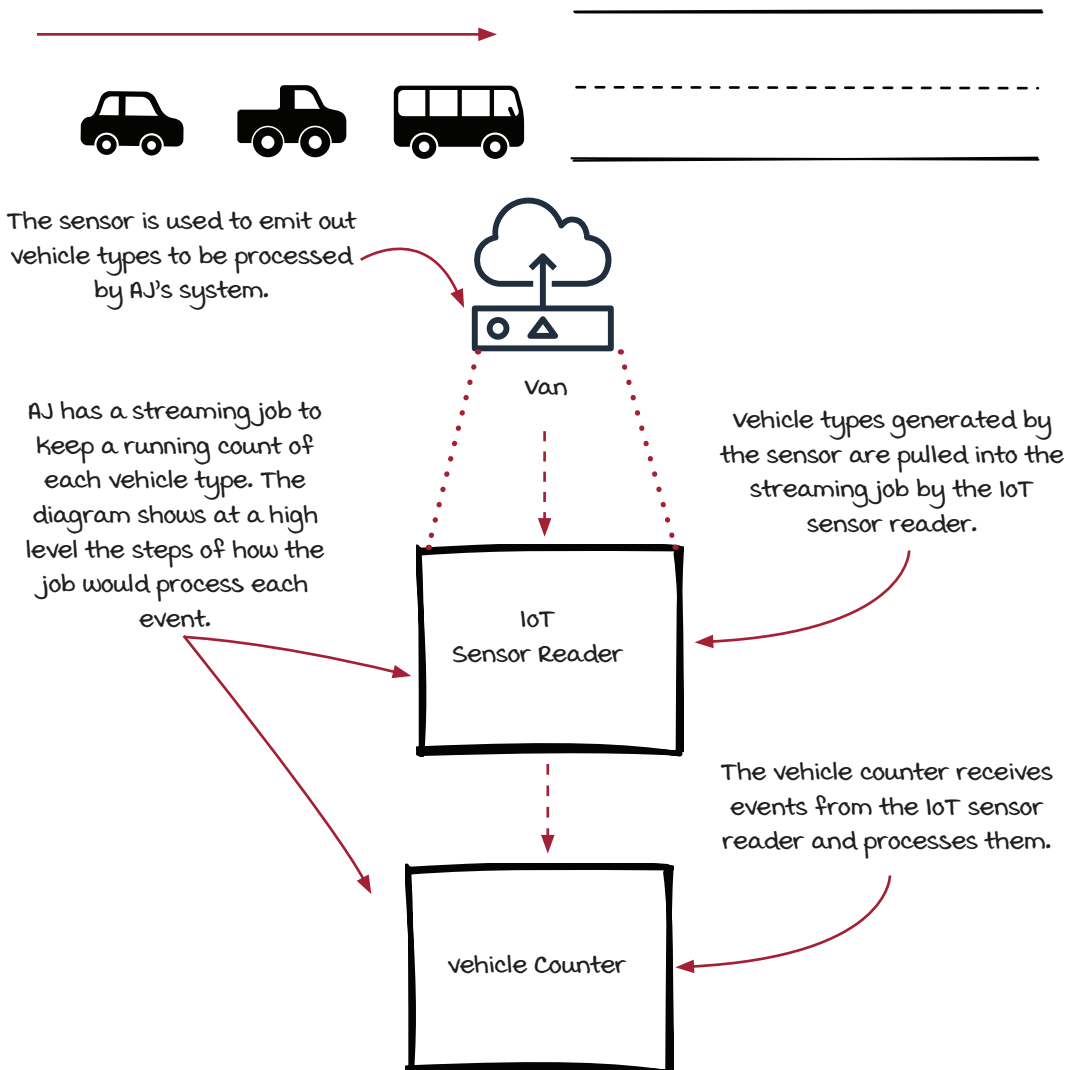 The sensor is used to emit out
vehicle types to be processed
by AJ's system.
Van
AJ has a streaming job to
keep a running count of
each vehicle type. The
diagram shows at a high
level the steps of how the
job would process each
event.
Vehicle types generated by
the sensor are pulled into the
streaming job by the IoT
sensor reader.
IoT
Sensor Reader
The vehicle counter receives
events from the IoT sensor
reader and processes them.
Vehicle Counter